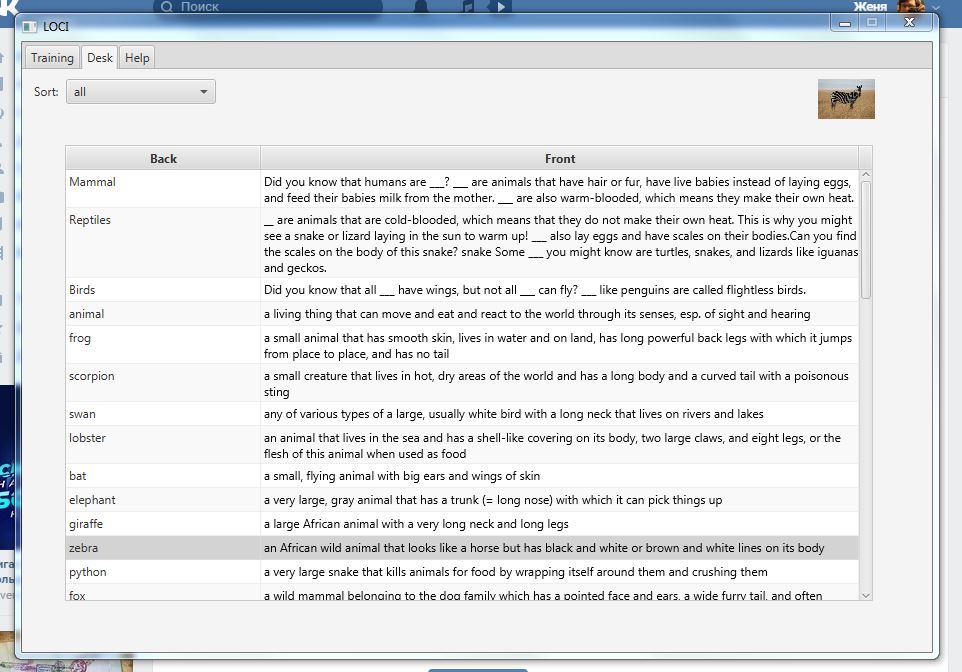 Поиск
Женя
LOCI
Training Desk Help
Sort: all
Back Front
Mammal Did you know that humans are ___? ___ are animals that have hair or fur, have live babies instead of laying eggs,
and feed their babies milk from the mother. ___ are also warm-blooded, which means they make their own heat.
Reptiles __ are animals that are cold-blooded, which means that they do not make their own heat. This is why you might
see a snake or lizard laying in the sun to warm up! ___ also lay eggs and have scales on their bodies.Can you find
the scales on the body of this snake? snake Some ___ you might know are turtles, snakes, and lizards like iguanas
and geckos.
Birds Did you know that all ___ have wings, but not all ___ can fly? ___ like penguins are called flightless birds.
animal a living thing that can move and eat and react to the world through its senses, esp. of sight and hearing
frog a small animal that has smooth skin, lives in water and on land, has long powerful back legs with which it jumps
from place to place, and has no tail
scorpion a small creature that lives in hot, dry areas of the world and has a long body and a curved tail with a poisonous
sting
swan any of various types of a large, usually white bird with a long neck that lives on rivers and lakes
lobster an animal that lives in the sea and has a shell-like covering on its body, two large claws, and eight legs, or the
flesh of this animal when used as food
bat a small, flying animal with big ears and wings of skin
elephant a very large, gray animal that has a trunk (= long nose) with which it can pick things up
giraffe a large African animal with a very long neck and long legs
zebra an African wild animal that looks like a horse but has black and white or brown and white lines on its body
python a very large snake that kills animals for food by wrapping itself around them and crushing them
fox a wild mammal belonging to the dog family which has a pointed face and ears, a wide furry tail, and often